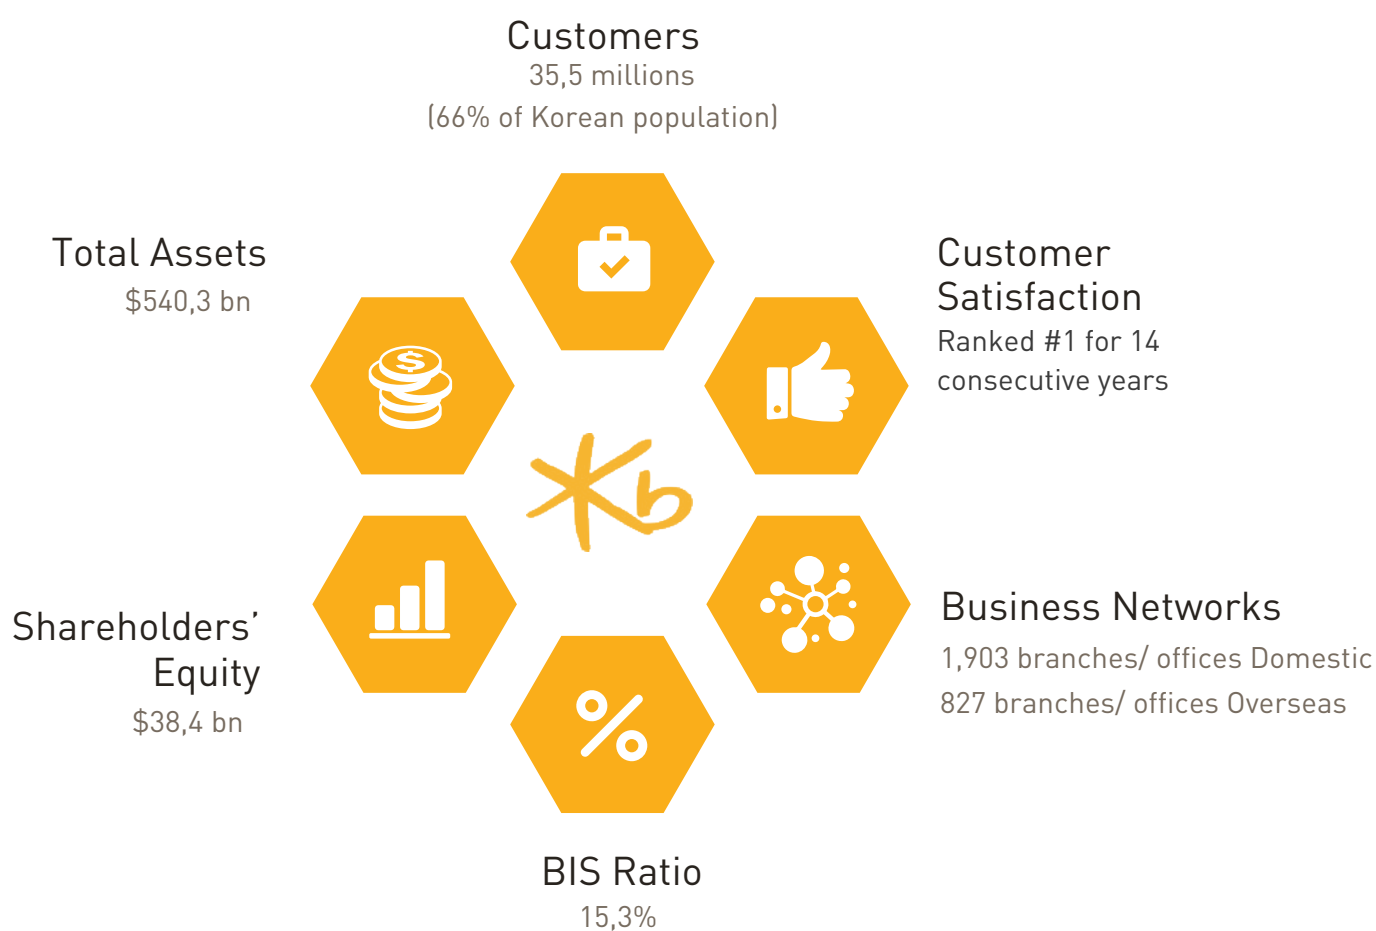 Customers
35,5 millions
(66% of Korean population)
Total Assets
$540,3 bn
Customer
Satisfaction
Ranked #1 for 14
consecutive years
$
Kb
Shareholders’
Equity
$38,4 bn
%
Business Networks
1,903 branches/ offices Domestic
827 branches/ offices Overseas
BIS Ratio
15,3%